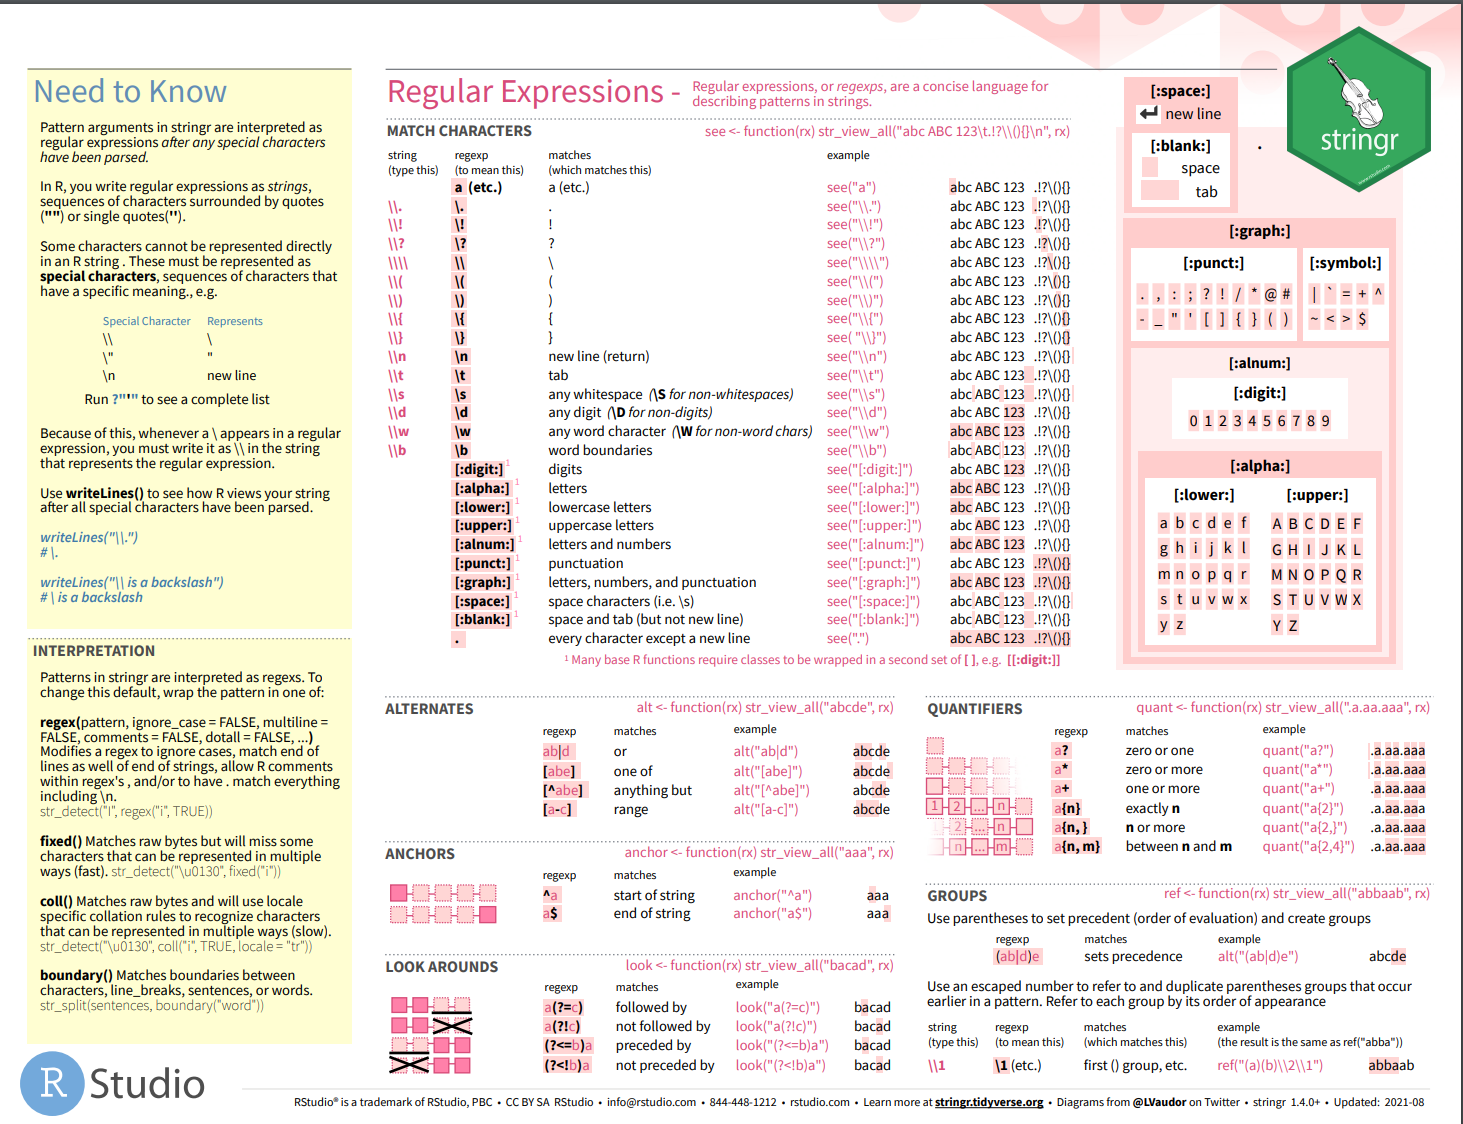 Need to Know
Pattern arguments in stringr are interpreted as
regular expressions after any special characters
have been parsed.
In R, you write regular expressions as strings,
sequences of characters surrounded by quotes
("") or single quotes('').
Some characters cannot be represented directly
in an R string . These must be represented as
special characters, sequences of characters that
have a specific meaning., e.g.
Special Character Represents
\\ \
\" "
\n new line
Run ?"'" to see a complete list
Because of this, whenever a \ appears in a regular
expression, you must write it as \\ in the string
that represents the regular expression.
Use writeLines() to see how R views your string
after all special characters have been parsed.
writeLines("\\.")
# \.
writeLines("\\ is a backslash")
# \ is a backslash
INTERPRETATION
Patterns in stringr are interpreted as regexs. To
change this default, wrap the pattern in one of:
regex(pattern, ignore_case = FALSE, multiline =
FALSE, comments = FALSE, dotall = FALSE, ...)
Modifies a regex to ignore cases, match end of
lines as well of end of strings, allow R comments
within regex's , and/or to have . match everything
including \n.
str_detect("I", regex("i", TRUE))
fixed() Matches raw bytes but will miss some
characters that can be represented in multiple
ways (fast). str_detect("\u0130", fixed("i"))
coll() Matches raw bytes and will use locale
specific collation rules to recognize characters
that can be represented in multiple ways (slow).
str_detect("\u0130", coll("i", TRUE, locale = "tr"))
boundary() Matches boundaries between
characters, line_breaks, sentences, or words.
str_split(sentences, boundary("word"))
Regular Expressions -
Regular expressions, or regexps, are a concise language for
describing patterns in strings.
MATCH CHARACTERS see <- function(rx) str_view_all("abc ABC 123\t.!?\\(){}\n", rx)
string regexp matches example
(type this) (to mean this) (which matches this)
a (etc.) a (etc.) see("a") abc ABC 123 .!?\(){}
\\. \. . see("\\.") abc ABC 123 .!?\(){}
\\! \! ! see("\\!") abc ABC 123 .!?\(){}
\\? \? ? see("\\?") abc ABC 123 .!?\(){}
\\\\ \\ \ see("\\\\") abc ABC 123 .!?\(){}
\\( \( ( see("\\(") abc ABC 123 .!?\(){}
\\) \) ) see("\\)") abc ABC 123 .!?\(){}
\\{ \{ { see("\\{") abc ABC 123 .!?\(){}
\\} \} } see( "\\}") abc ABC 123 .!?\(){}
\\n \n new line (return) see("\\n") abc ABC 123 .!?\(){}
\\t \t tab see("\\t") abc ABC 123 .!?\(){}
\\s \s any whitespace (\S for non-whitespaces) see("\\s") abc ABC 123 .!?\(){}
\\d \d any digit (\D for non-digits) see("\\d") abc ABC 123 .!?\(){}
\\w \w any word character (\W for non-word chars) see("\\w") abc ABC 123 .!?\(){}
\\b \b word boundaries see("\\b") abc ABC 123 .!?\(){}
[:digit:] 1 digits see("[:digit:]") abc ABC 123 .!?\(){}
[:alpha:] 1 letters see("[:alpha:]") abc ABC 123 .!?\(){}
[:lower:] 1 lowercase letters see("[:lower:]") abc ABC 123 .!?\(){}
[:upper:] 1 uppercase letters see("[:upper:]") abc ABC 123 .!?\(){}
[:alnum:] 1 letters and numbers see("[:alnum:]") abc ABC 123 .!?\(){}
[:punct:] 1 punctuation see("[:punct:]") abc ABC 123 .!?\(){}
[:graph:] 1 letters, numbers, and punctuation see("[:graph:]") abc ABC 123 .!?\(){}
[:space:] 1 space characters (i.e. \s) see("[:space:]") abc ABC 123 .!?\(){}
[:blank:] 1 space and tab (but not new line) see("[:blank:]") abc ABC 123 .!?\(){}
. every character except a new line see(".") abc ABC 123 .!?\(){}
1 Many base R functions require classes to be wrapped in a second set of [ ], e.g. [[:digit:]]
[:space:]
new line
[:blank:]
space
tab
.
stringr
[:graph:]
[:punct:]
. , : ; ? ! / * @ #
- _ " ' [ ] { } ( )
[:symbol:]
| ` = + ^
~ < > $
[:alnum:]
[:digit:]
0 1 2 3 4 5 6 7 8 9
[:alpha:]
[:lower:] [:upper:]
a b c d e f A B C D E F
g h i j k l G H I J K L
m n o p q r M N O P Q R
s t u v w x S T U V W X
y z Y Z
ALTERNATES alt <- function(rx) str_view_all("abcde", rx)
regexp matches example
ab|d or alt("ab|d") abcde
[abe] one of alt("[abe]") abcde
[^abe] anything but alt("[^abe]") abcde
[a-c] range alt("[a-c]") abcde
ANCHORS anchor <- function(rx) str_view_all("aaa", rx)
regexp matches example
^a start of string anchor("^a") aaa
a$ end of string anchor("a$") aaa
LOOK AROUNDS look <- function(rx) str_view_all("bacad", rx)
regexp matches example
a(?=c) followed by look("a(?=c)") bacad
a(?!c) not followed by look("a(?!c)") bacad
(?<=b)a preceded by look("(?<=b)a") bacad
(?<!b)a not preceded by look("(?<!b)a") bacad
QUANTIFIERS quant <- function(rx) str_view_all(".a.aa.aaa", rx)
regexp matches example
a? zero or one quant("a?") .a.aa.aaa
a* zero or more quant("a*") .a.aa.aaa
a+ one or more quant("a+") .a.aa.aaa
1 2 ... n a{n} exactly n quant("a{2}") .a.aa.aaa
2 ... n a{n, } n or more quant("a{2,}") .a.aa.aaa
n ... m a{n, m} between n and m quant("a{2,4}") .a.aa.aaa
GROUPS ref <- function(rx) str_view_all("abbaab", rx)
Use parentheses to set precedent (order of evaluation) and create groups
regexp matches example
(ab|d)e sets precedence alt("(ab|d)e") abcde
Use an escaped number to refer to and duplicate parentheses groups that occur
earlier in a pattern. Refer to each group by its order of appearance
string regexp matches example
(type this) (to mean this) (which matches this) (the result is the same as ref("abba"))
\\1 \1 (etc.) first () group, etc. ref("(a)(b)\\2\\1") abbaab
R Studio
RStudio® is a trademark of RStudio, PBC • CC BY SA RStudio • info@rstudio.com • 844-448-1212 • rstudio.com • Learn more at stringr.tidyverse.org • Diagrams from @LVaudor on Twitter • stringr 1.4.0+ • Updated: 2021-08